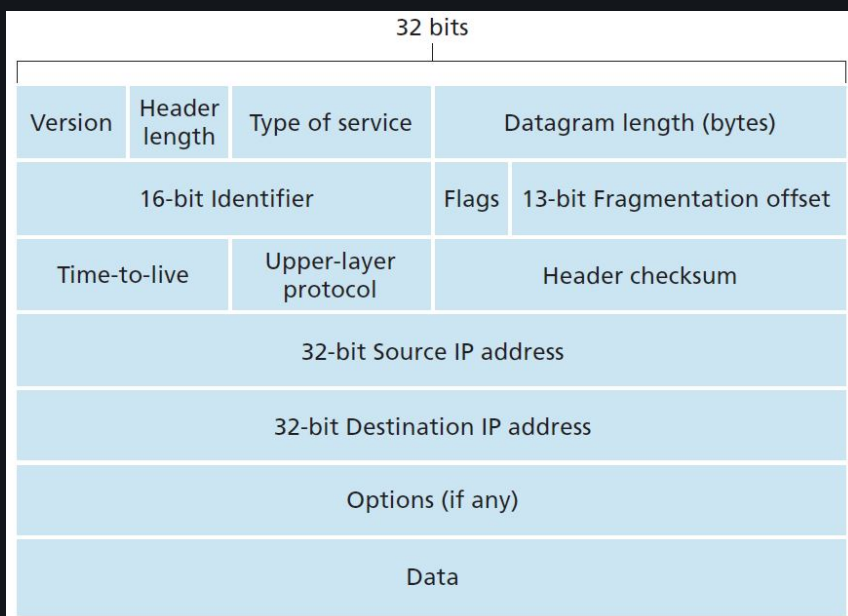 32 bits
Version
Header
length
Type of service
Datagram length (bytes)
16-bit Identifier
Flags
13-bit Fragmentation offset
Time-to-live
Upper-layer
protocol
Header checksum
32-bit Source IP address
32-bit Destination IP address
Options (if any)
Data